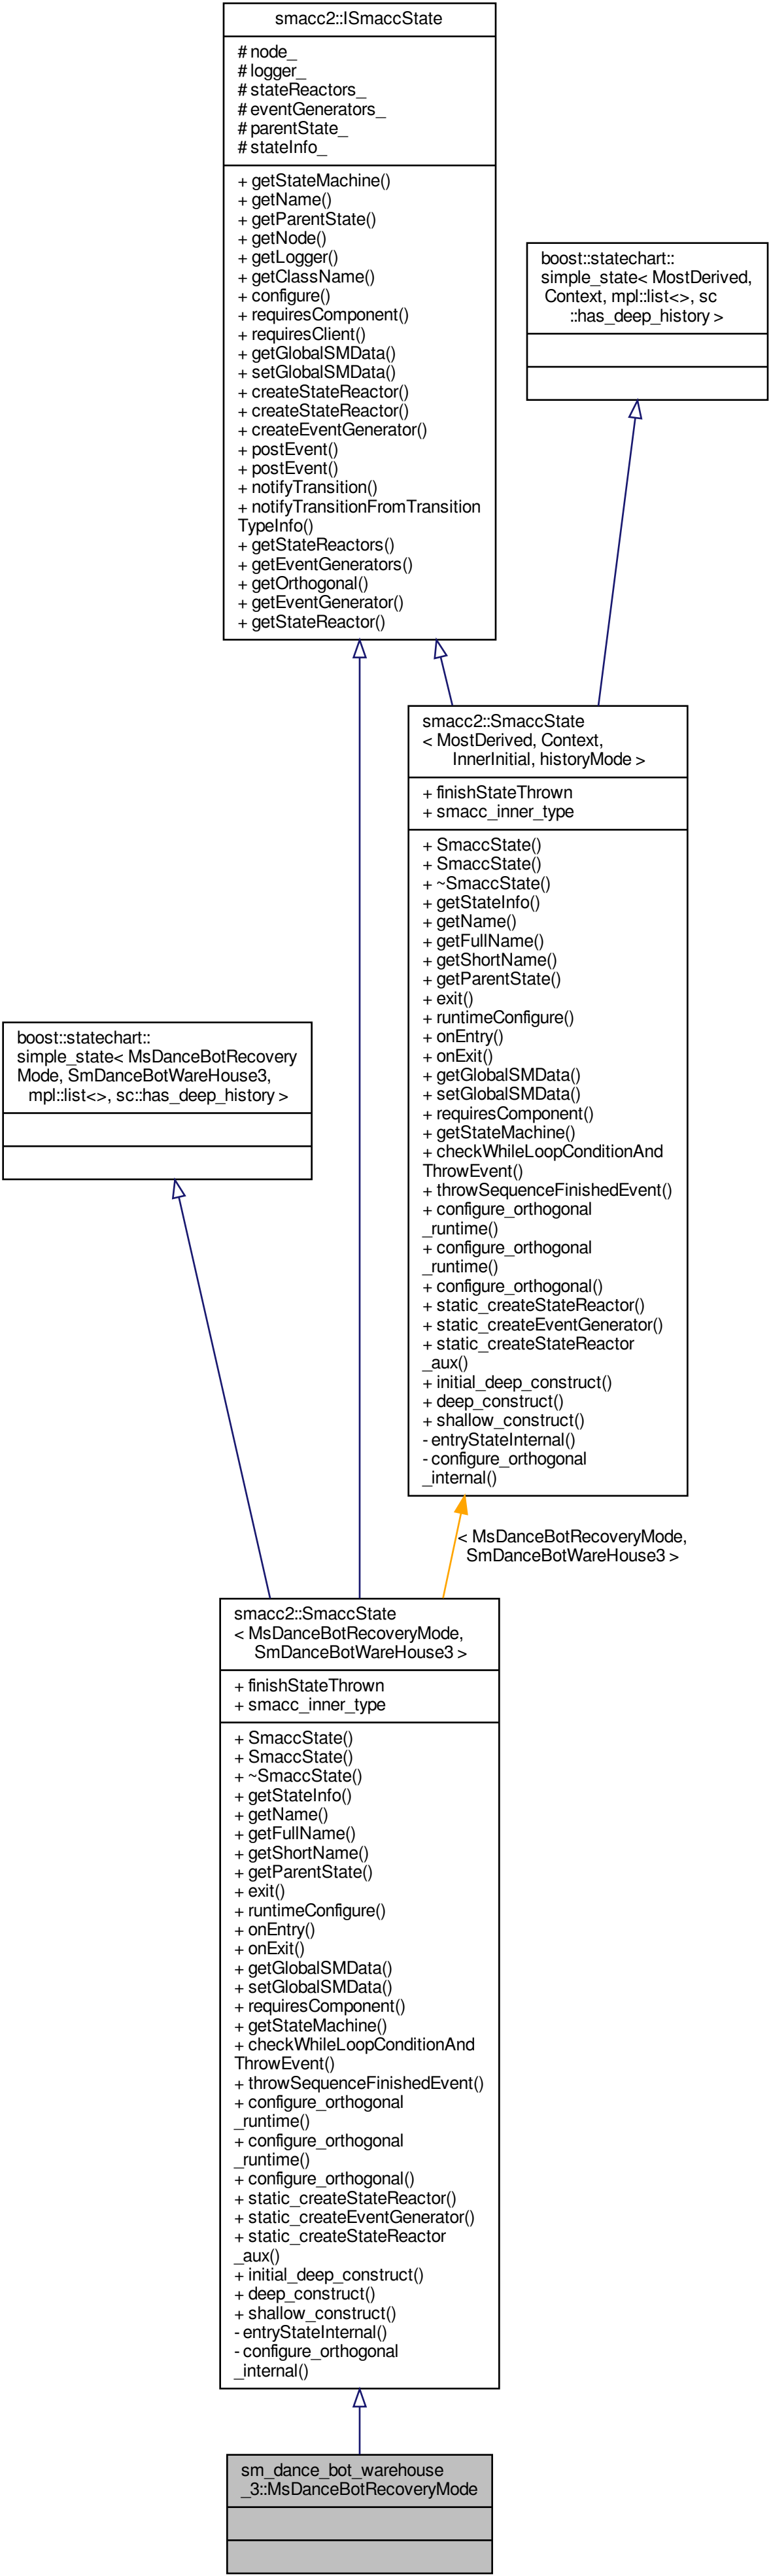 smacc2::ISmaccState
# node_
# logger_
# stateReactors_
# eventGenerators_
# parentState_
# stateInfo_
+ getStateMachine()
+ getName()
+ getParentState()
+ getNode()
+ getLogger()
+ getClassName()
+ configure()
+ requiresComponent()
+ requiresClient()
+ getGlobalSMData()
+ setGlobalSMData()
+ createStateReactor()
+ createStateReactor()
+ createEventGenerator()
+ postEvent()
+ postEvent()
+ notifyTransition()
+ notifyTransitionFromTransition
TypeInfo()
+ getStateReactors()
+ getEventGenerators()
+ getOrthogonal()
+ getEventGenerator()
+ getStateReactor()
boost::statechart::
simple_state< MostDerived,
Context, mpl::list<>, sc
::has_deep_history >
smacc2::SmaccState
< MostDerived, Context,
InnerInitial, historyMode >
+ finishStateThrown
+ smacc_inner_type
+ SmaccState()
+ SmaccState()
+ ~SmaccState()
+ getStateInfo()
+ getName()
+ getFullName()
+ getShortName()
+ getParentState()
+ exit()
+ runtimeConfigure()
+ onEntry()
+ onExit()
+ getGlobalSMData()
+ setGlobalSMData()
+ requiresComponent()
+ getStateMachine()
+ checkWhileLoopConditionAnd
ThrowEvent()
+ throwSequenceFinishedEvent()
+ configure_orthogonal
_runtime()
+ configure_orthogonal
_runtime()
+ configure_orthogonal()
+ static_createStateReactor()
+ static_createEventGenerator()
+ static_createStateReactor
_aux()
+ initial_deep_construct()
+ deep_construct()
+ shallow_construct()
- entryStateInternal()
- configure_orthogonal
_internal()
boost::statechart::
simple_state< MsDanceBotRecovery
Mode, SmDanceBotWareHouse3,
mpl::list<>, sc::has_deep_history >
< MsDanceBotRecoveryMode,
SmDanceBotWareHouse3 >
smacc2::SmaccState
< MsDanceBotRecoveryMode,
SmDanceBotWareHouse3 >
+ finishStateThrown
+ smacc_inner_type
+ SmaccState()
+ SmaccState()
+ ~SmaccState()
+ getStateInfo()
+ getName()
+ getFullName()
+ getShortName()
+ getParentState()
+ exit()
+ runtimeConfigure()
+ onEntry()
+ onExit()
+ getGlobalSMData()
+ setGlobalSMData()
+ requiresComponent()
+ getStateMachine()
+ checkWhileLoopConditionAnd
ThrowEvent()
+ throwSequenceFinishedEvent()
+ configure_orthogonal
_runtime()
+ configure_orthogonal
_runtime()
+ configure_orthogonal()
+ static_createStateReactor()
+ static_createEventGenerator()
+ static_createStateReactor
_aux()
+ initial_deep_construct()
+ deep_construct()
+ shallow_construct()
- entryStateInternal()
- configure_orthogonal
_internal()
sm_dance_bot_warehouse
_3::MsDanceBotRecoveryMode